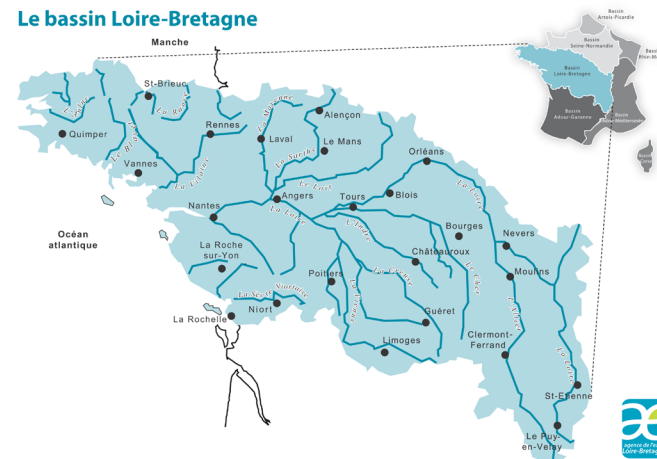 Le bassin Loire-Bretagne
Manche
Bassin
Artois-Picardie
Bassin
Seine-Normandie
Bassin
Bassin
Loire-Bretagne
Bassin
Adour-Garonne
Bassin
St-Brieuc
Quimper
Vannes
Rennes
La Vilaine
La Mayenne
Laval
Alençon
Le Mans
La Sarthe
Le Loir
Angers
Nantes
La Loire
Tours
Blois
Orléans
La Loire
Océan
atlantique
La Roche
sur-Yon
L'Indre
Bourges
Nevers
Châteauroux
Le Cher
Moulins
Poitiers
La Sèvre Niortaise
Niort
La Rochelle
Guéret
Limoges
L'Allier
Clermont-
Ferrand
La Loire
St-Etienne
Le Puy-
en-Velay